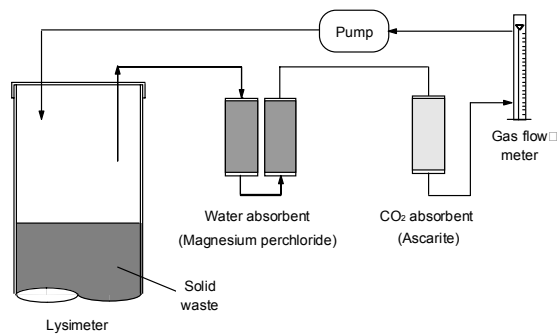 Pump
Gas flow□
meter
Water absorbent
(Magnesium perchloride)
CO₂ absorbent
(Ascarite)
Solid
waste
Lysimeter